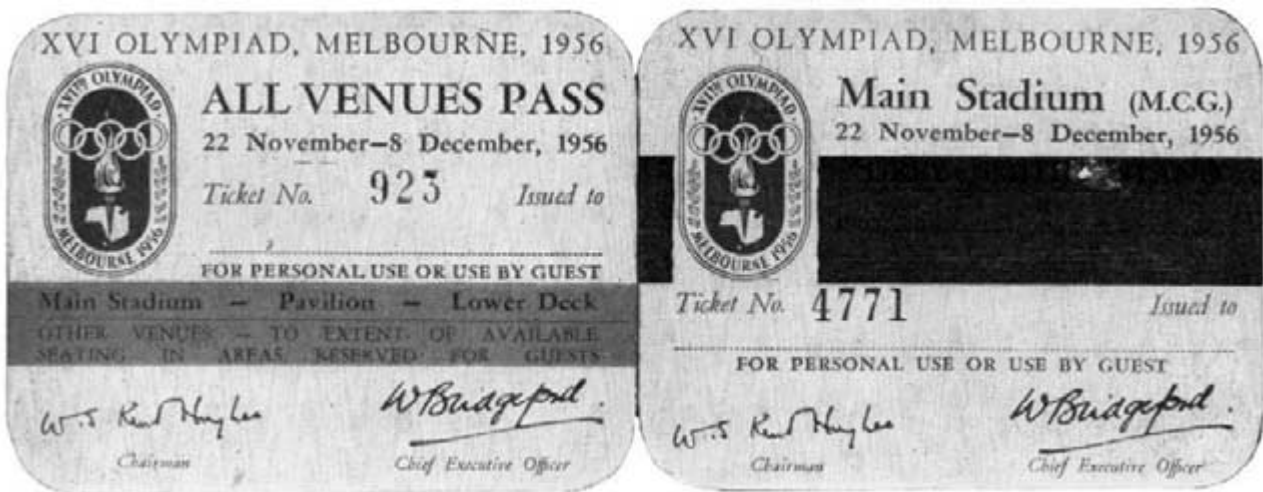 XVI OLYMPIAD, MELBOURNE, 1956
XVITH OLYMPIAD
MELBOURNE 1956
ALL VENUES PASS
22 November–8 December, 1956
Ticket No. 923 Issued to
FOR PERSONAL USE OR USE BY GUEST
Main Stadium – Pavilion – Lower Deck
OTHER VENUES – TO EXTENT OF AVAILABLE
SEATING IN AREAS RESERVED FOR GUESTS
W.S. Kent Hughes W Bridgeford.
Chairman Chief Executive Officer
XVI OLYMPIAD, MELBOURNE, 1956
XVITH OLYMPIAD
MELBOURNE 1956
Main Stadium (M.C.G.)
22 November–8 December, 1956
Ticket No. 4771 Issued to
FOR PERSONAL USE OR USE BY GUEST
W.S. Kent Hughes W Bridgeford.
Chairman Chief Executive Officer